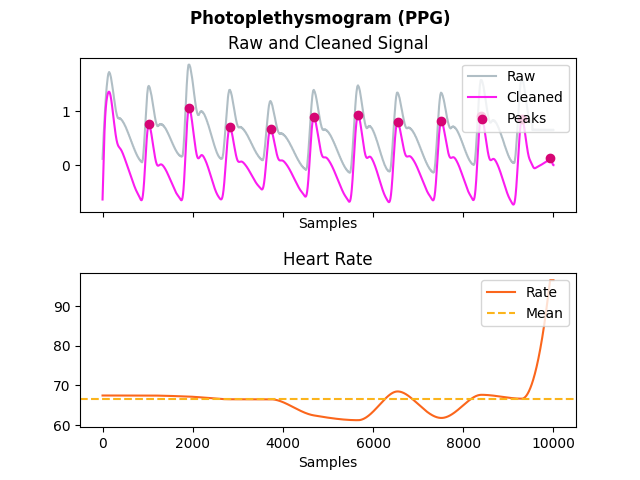 Photoplethysmogram (PPG)
Raw and Cleaned Signal
Raw
Cleaned
Peaks
1
0
Samples
Heart Rate
Rate
Mean
90
80
70
60
0 2000 4000 6000 8000 10000
Samples